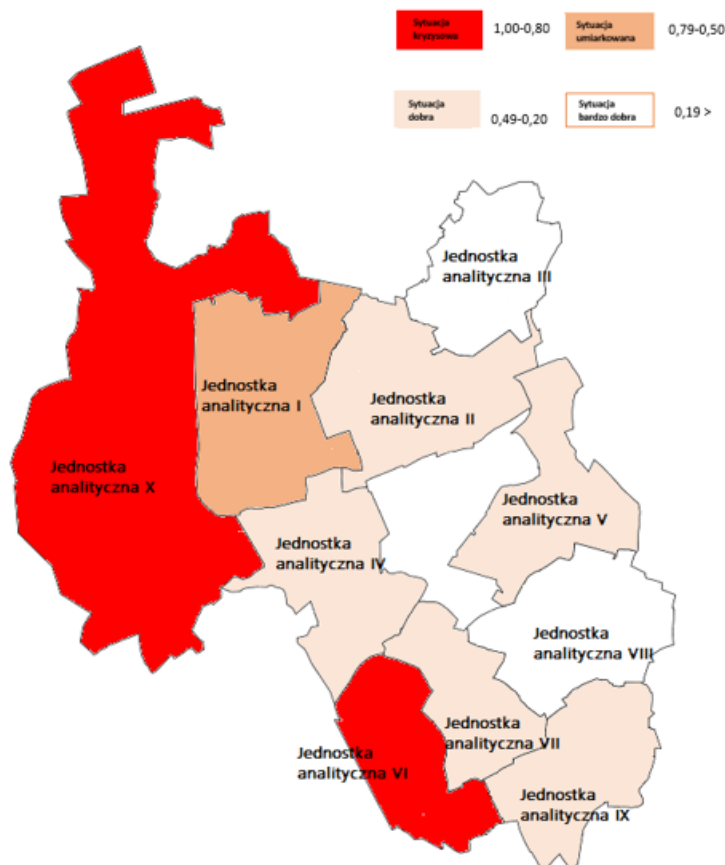 Sytuacja
kryzysowa
1,00-0,80
Sytuacja
umiarkowana
0,79-0,50
Sytuacja
dobra
0,49-0,20
Sytuacja
bardzo dobra
0,19 >
Jednostka
analityczna III
Jednostka
analityczna I
Jednostka
analityczna II
Jednostka
analityczna X
Jednostka
analityczna V
Jednostka
analityczna IV
Jednostka
analityczna VIII
Jednostka
analityczna VII
Jednostka
analityczna VI
Jednostka
analityczna IX